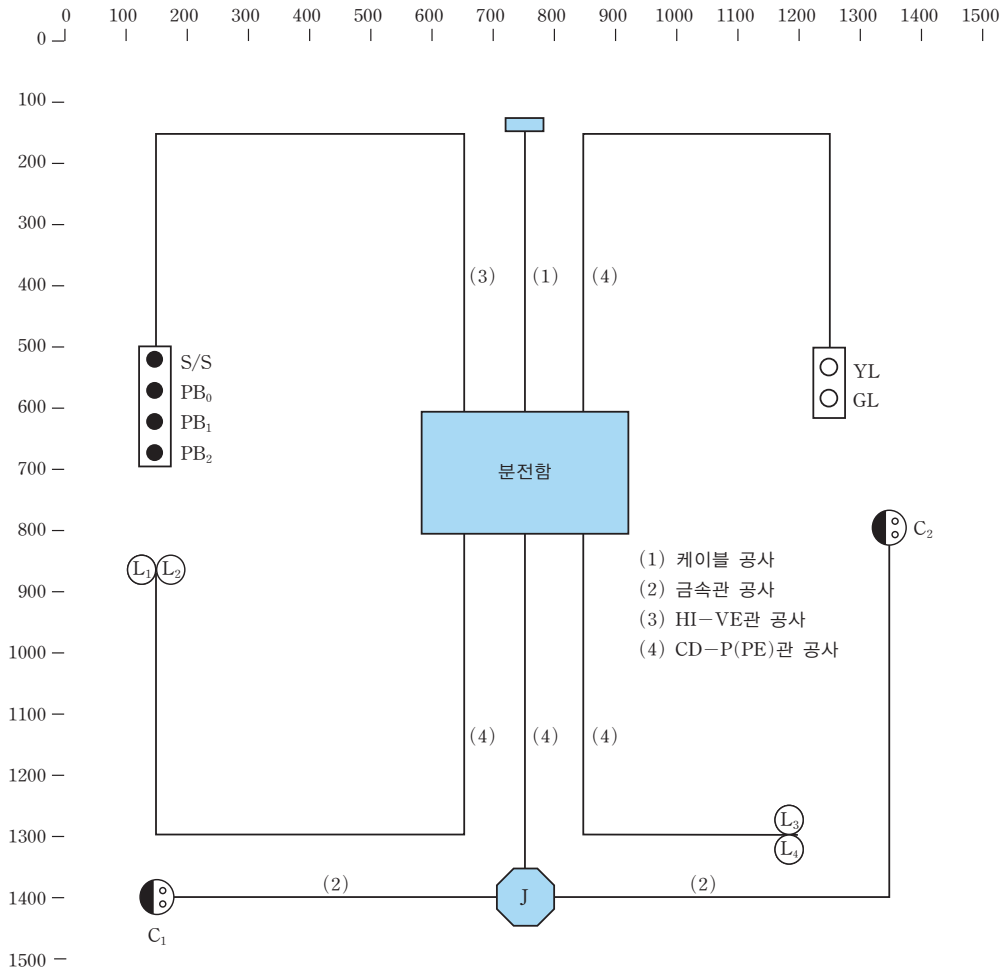 0 100 200 300 400 500 600 700 800 900 1000 1100 1200 1300 1400 1500
0
100
200
300
400
(3) (1) (4)
500
S/S
YL
PB₀
GL
600
PB₁
PB₂
700
분전함
800
C₂
(1) 케이블 공사
L₁ L₂
900
(2) 금속관 공사
(3) HI-VE관 공사
(4) CD-P(PE)관 공사
1000
1100
(4) (4) (4)
1200
L₃
1300
L₄
(2) (2)
1400
J
C₁
1500